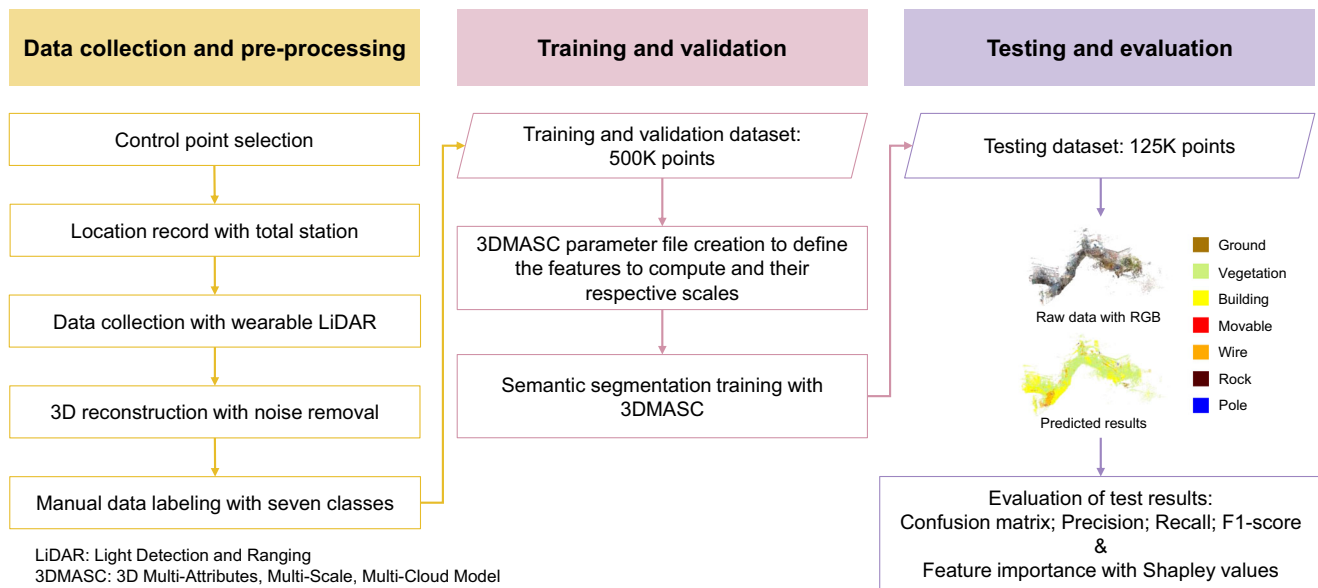 Data collection and pre-processing
Control point selection
Location record with total station
Data collection with wearable LiDAR
3D reconstruction with noise removal
Manual data labeling with seven classes
LiDAR: Light Detection and Ranging
3DMASC: 3D Multi-Attributes, Multi-Scale, Multi-Cloud Model
Training and validation
Training and validation dataset:
500K points
3DMASC parameter file creation to define
the features to compute and their
respective scales
Semantic segmentation training with
3DMASC
Testing and evaluation
Testing dataset: 125K points
Raw data with RGB
Predicted results
Ground
Vegetation
Building
Movable
Wire
Rock
Pole
Evaluation of test results:
Confusion matrix; Precision; Recall; F1-score
&
Feature importance with Shapley values